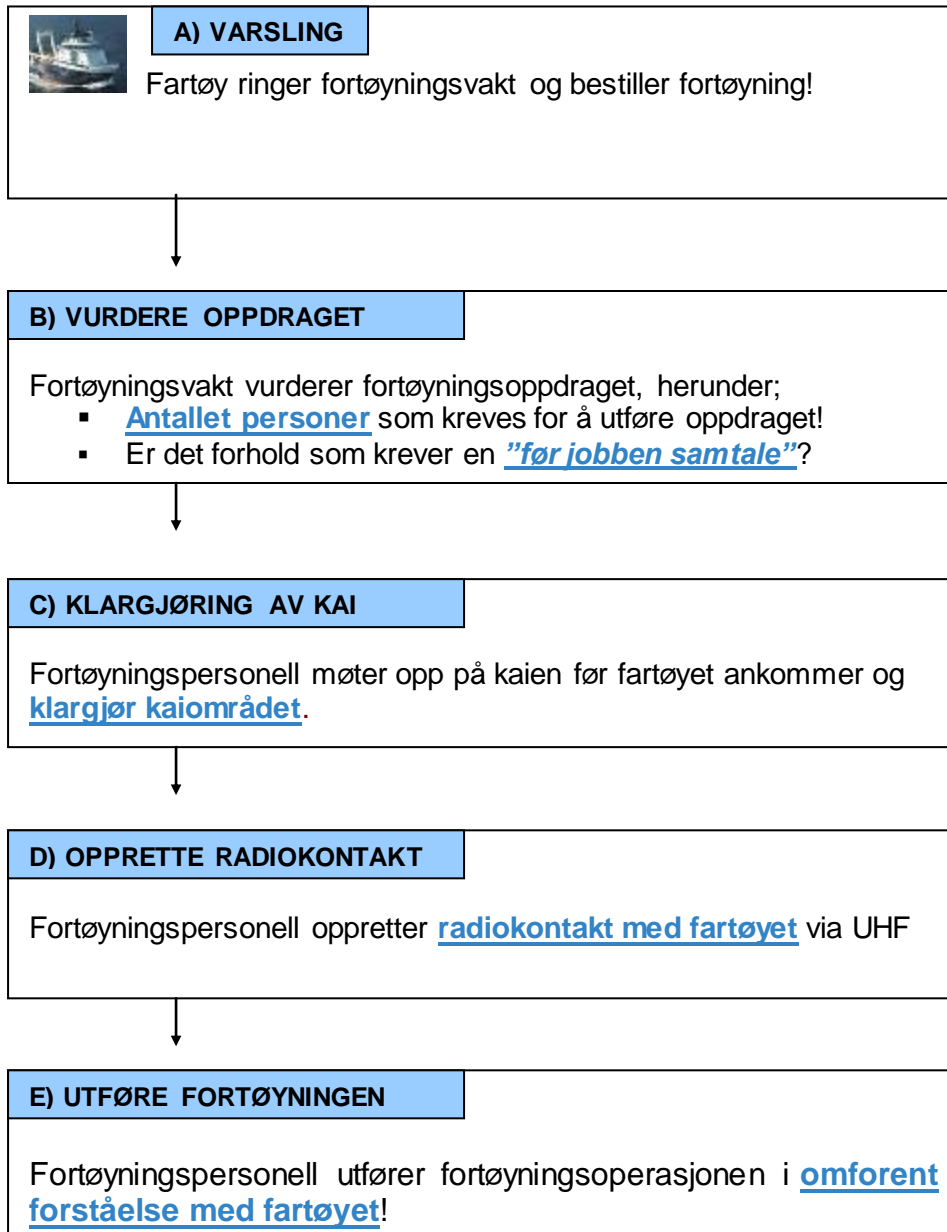 A) VARSLING
Fartøy ringer fortøyningsvakt og bestiller fortøyning!
B) VURDERE OPPDRAGET
Fortøyningsvakt vurderer fortøyningsoppdraget, herunder;
▪ Antallet personer som kreves for å utføre oppdraget!
▪ Er det forhold som krever en ”før jobben samtale”?
C) KLARGJØRING AV KAI
Fortøyningspersonell møter opp på kaien før fartøyet ankommer og
klargjør kaiområdet.
D) OPPRETTE RADIOKONTAKT
Fortøyningspersonell oppretter radiokontakt med fartøyet via UHF
E) UTFØRE FORTØYNINGEN
Fortøyningspersonell utfører fortøyningsoperasjonen i omforent
forståelse med fartøyet!